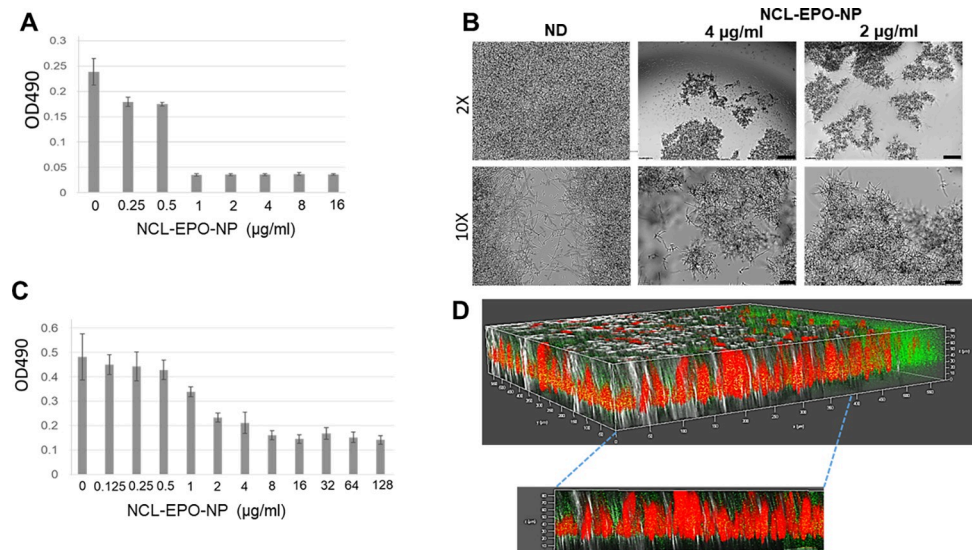 A
0.3
0.25
0.2
0.15
0.1
0.05
0
OD490
0 0.25 0.5 1 2 4 8 16
NCL-EPO-NP (µg/ml)
B
NCL-EPO-NP
ND 4 µg/ml 2 µg/ml
2X
10X
C
0.6
0.5
0.4
0.3
0.2
0.1
0
OD490
0 0.125 0.25 0.5 1 2 4 8 16 32 64 128
NCL-EPO-NP (µg/ml)
D